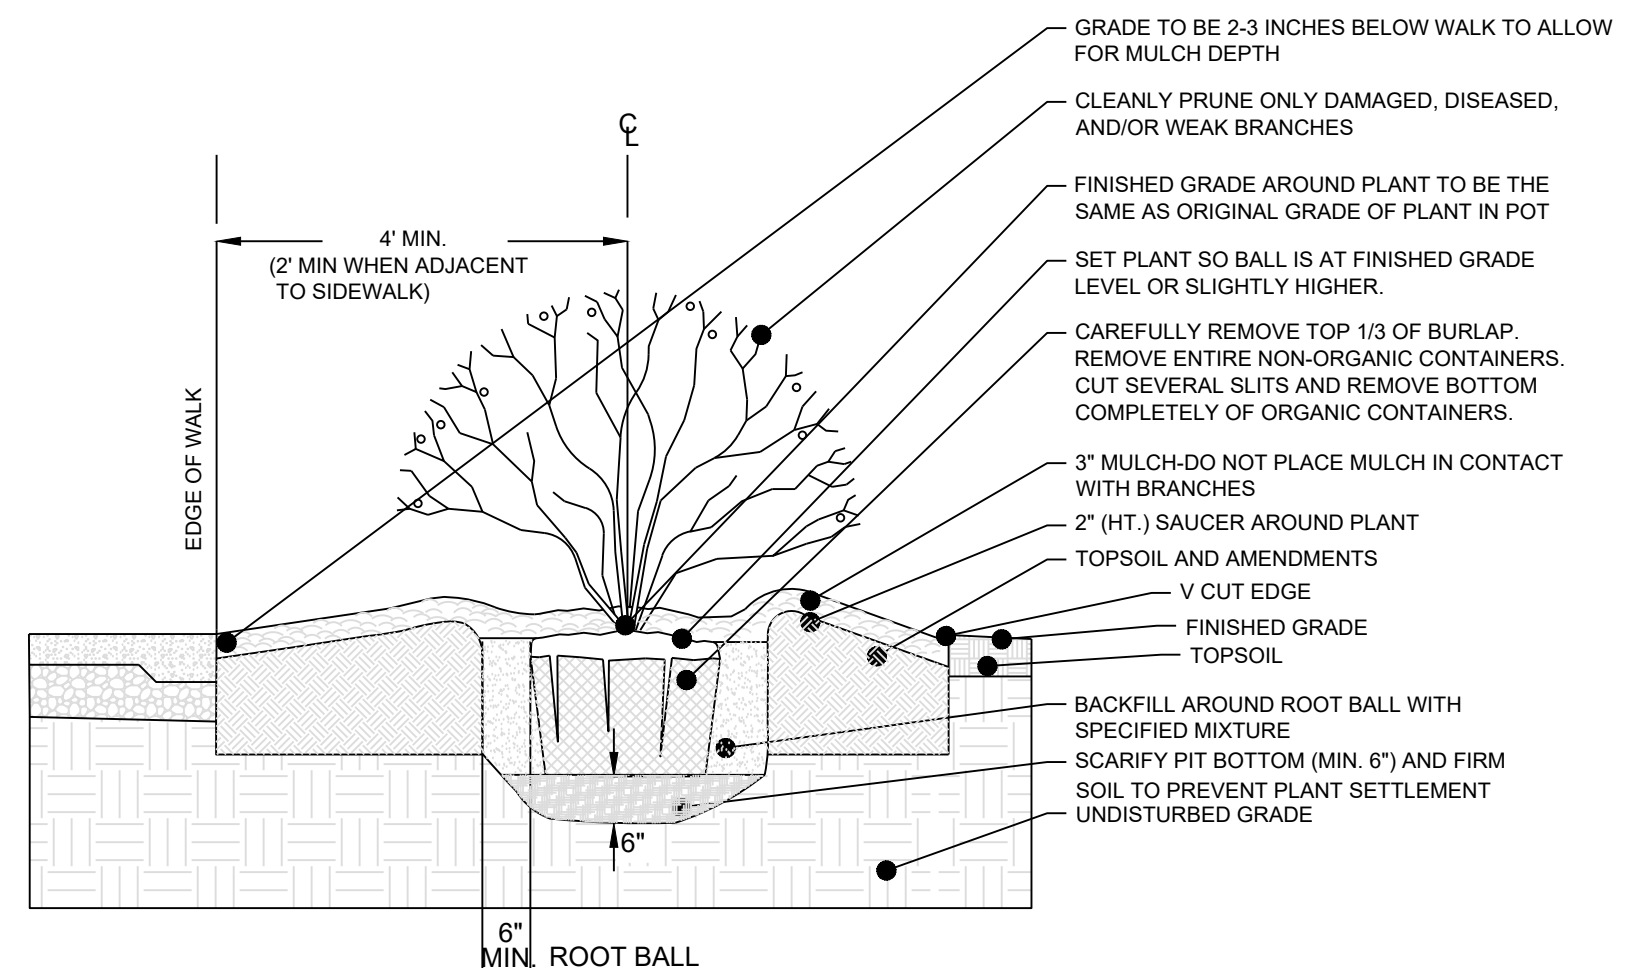 GRADE TO BE 2-3 INCHES BELOW WALK TO ALLOW
FOR MULCH DEPTH
CLEANLY PRUNE ONLY DAMAGED, DISEASED,
AND/OR WEAK BRANCHES
CL
FINISHED GRADE AROUND PLANT TO BE THE
SAME AS ORIGINAL GRADE OF PLANT IN POT
4' MIN.
(2' MIN WHEN ADJACENT
TO SIDEWALK)
SET PLANT SO BALL IS AT FINISHED GRADE
LEVEL OR SLIGHTLY HIGHER.
CAREFULLY REMOVE TOP 1/3 OF BURLAP.
REMOVE ENTIRE NON-ORGANIC CONTAINERS.
CUT SEVERAL SLITS AND REMOVE BOTTOM
COMPLETELY OF ORGANIC CONTAINERS.
EDGE OF WALK
3" MULCH-DO NOT PLACE MULCH IN CONTACT
WITH BRANCHES
2" (HT.) SAUCER AROUND PLANT
TOPSOIL AND AMENDMENTS
V CUT EDGE
FINISHED GRADE
TOPSOIL
BACKFILL AROUND ROOT BALL WITH
SPECIFIED MIXTURE
SCARIFY PIT BOTTOM (MIN. 6") AND FIRM
SOIL TO PREVENT PLANT SETTLEMENT
UNDISTURBED GRADE
6"
6"
MIN.
ROOT BALL